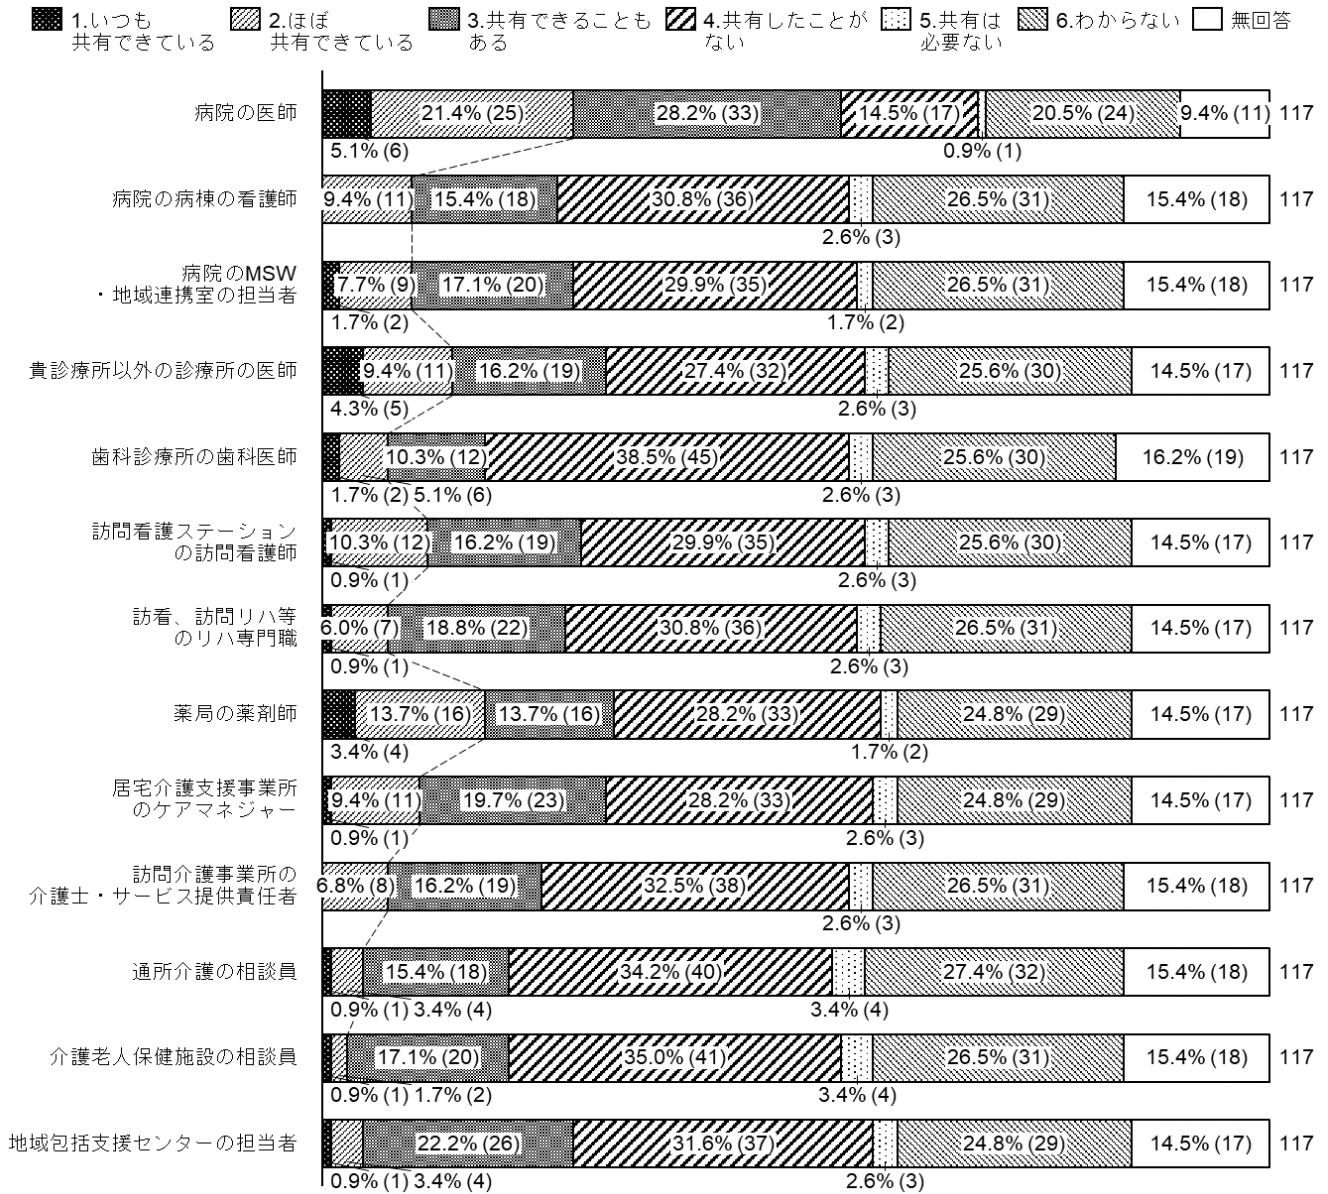 1.いつも
共有できている
2.ほぼ
共有できている
3.共有できることも
ある
4.共有したことが
ない
5.共有は
必要ない
6.わからない
無回答
病院の医師
21.4% (25) 28.2% (33) 14.5% (17) 20.5% (24) 9.4% (11) 117
5.1% (6) 0.9% (1)
病院の病棟の看護師
9.4% (11) 15.4% (18) 30.8% (36) 26.5% (31) 15.4% (18) 117
2.6% (3)
病院のMSW
・地域連携室の担当者
7.7% (9) 17.1% (20) 29.9% (35) 26.5% (31) 15.4% (18) 117
1.7% (2) 1.7% (2)
貴診療所以外の診療所の医師
9.4% (11) 16.2% (19) 27.4% (32) 25.6% (30) 14.5% (17) 117
4.3% (5) 2.6% (3)
歯科診療所の歯科医師
10.3% (12) 38.5% (45) 25.6% (30) 16.2% (19) 117
1.7% (2) 5.1% (6) 2.6% (3)
訪問看護ステーション
の訪問看護師
10.3% (12) 16.2% (19) 29.9% (35) 25.6% (30) 14.5% (17) 117
0.9% (1) 2.6% (3)
訪看、訪問リハ等
のリハ専門職
6.0% (7) 18.8% (22) 30.8% (36) 26.5% (31) 14.5% (17) 117
0.9% (1) 2.6% (3)
薬局の薬剤師
13.7% (16) 13.7% (16) 28.2% (33) 24.8% (29) 14.5% (17) 117
3.4% (4) 1.7% (2)
居宅介護支援事業所
のケアマネジャー
9.4% (11) 19.7% (23) 28.2% (33) 24.8% (29) 14.5% (17) 117
0.9% (1) 2.6% (3)
訪問介護事業所の
介護士・サービス提供責任者
6.8% (8) 16.2% (19) 32.5% (38) 26.5% (31) 15.4% (18) 117
2.6% (3)
通所介護の相談員
15.4% (18) 34.2% (40) 27.4% (32) 15.4% (18) 117
0.9% (1) 3.4% (4) 3.4% (4)
介護老人保健施設の相談員
17.1% (20) 35.0% (41) 26.5% (31) 15.4% (18) 117
0.9% (1) 1.7% (2) 3.4% (4)
地域包括支援センターの担当者
22.2% (26) 31.6% (37) 24.8% (29) 14.5% (17) 117
0.9% (1) 3.4% (4) 2.6% (3)